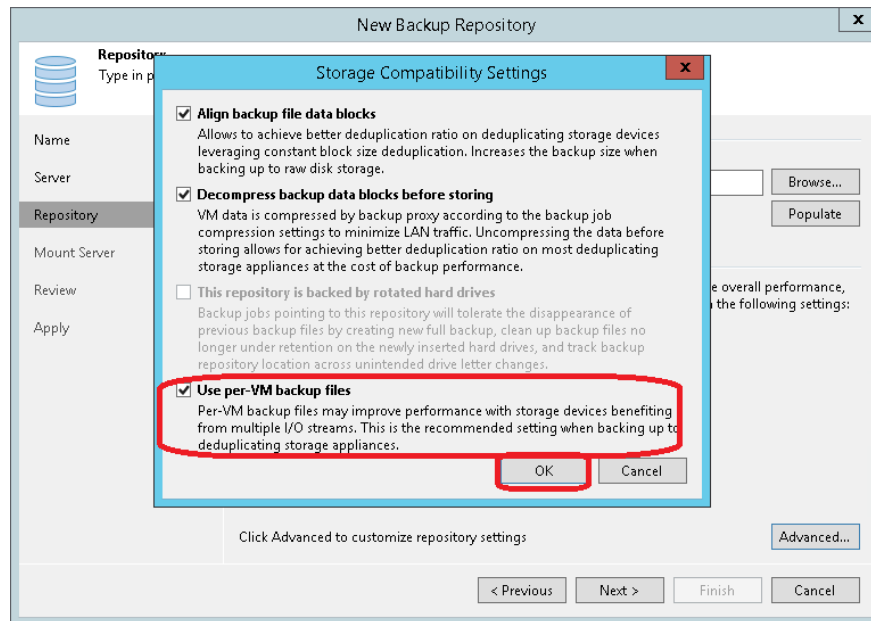 New Backup Repository
x
Type in p
Storage Compatibility Settings
x
Align backup file data blocks
Allows to achieve better deduplication ratio on deduplicating storage devices
leveraging constant block size deduplication. Increases the backup size when
backing up to raw disk storage.
Decompress backup data blocks before storing
VM data is compressed by backup proxy according to the backup job
compression settings to minimize LAN traffic. Uncompressing the data before
storing allows for achieving better deduplication ratio on most deduplicating
storage appliances at the cost of backup performance.
This repository is backed by rotated hard drives
Backup jobs pointing to this repository will tolerate the disappearance of
previous backup files by creating new full backup, clean up backup files no
longer under retention on the newly inserted hard drives, and track backup
repository location across unintended drive letter changes.
Use per-VM backup files
Per-VM backup files may improve performance with storage devices benefiting
from multiple I/O streams. This is the recommended setting when backing up to
deduplicating storage appliances.
OK
Cancel
Name
Server
Repository
Mount Server
Review
Apply
Browse...
Populate
e overall performance,
the following settings:
Click Advanced to customize repository settings
Advanced...
< Previous
Next >
Finish
Cancel